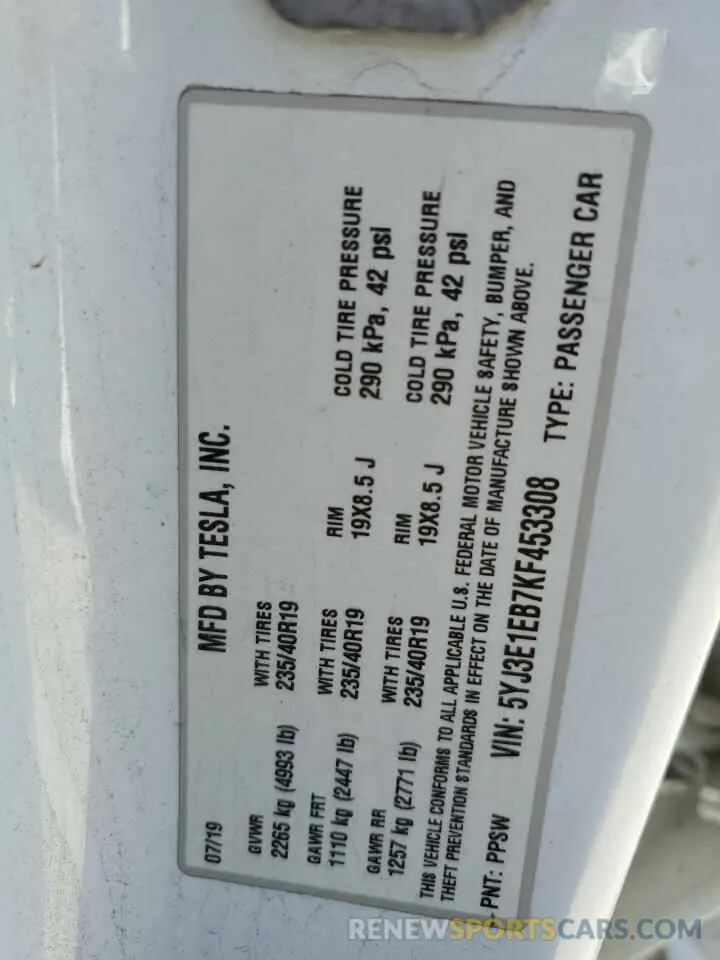 07/19 MFD BY TESLA, INC.
GVWR WITH TIRES
2265 kg (4993 lb) 235/40R19
GAWR FRT WITH TIRES RIM COLD TIRE PRESSURE
1110 kg (2447 lb) 235/40R19 19X8.5 J 290 kPa, 42 psi
GAWR RR WITH TIRES RIM COLD TIRE PRESSURE
1257 kg (2771 lb) 235/40R19 19X8.5 J 290 kPa, 42 psi
THIS VEHICLE CONFORMS TO ALL APPLICABLE U.S. FEDERAL MOTOR VEHICLE SAFETY, BUMPER, AND
THEFT PREVENTION STANDARDS IN EFFECT ON THE DATE OF MANUFACTURE SHOWN ABOVE.
PNT: PPSW VIN: 5YJ3E1EB7KF453308 TYPE: PASSENGER CAR
RENEWSPORTSCARS.COM